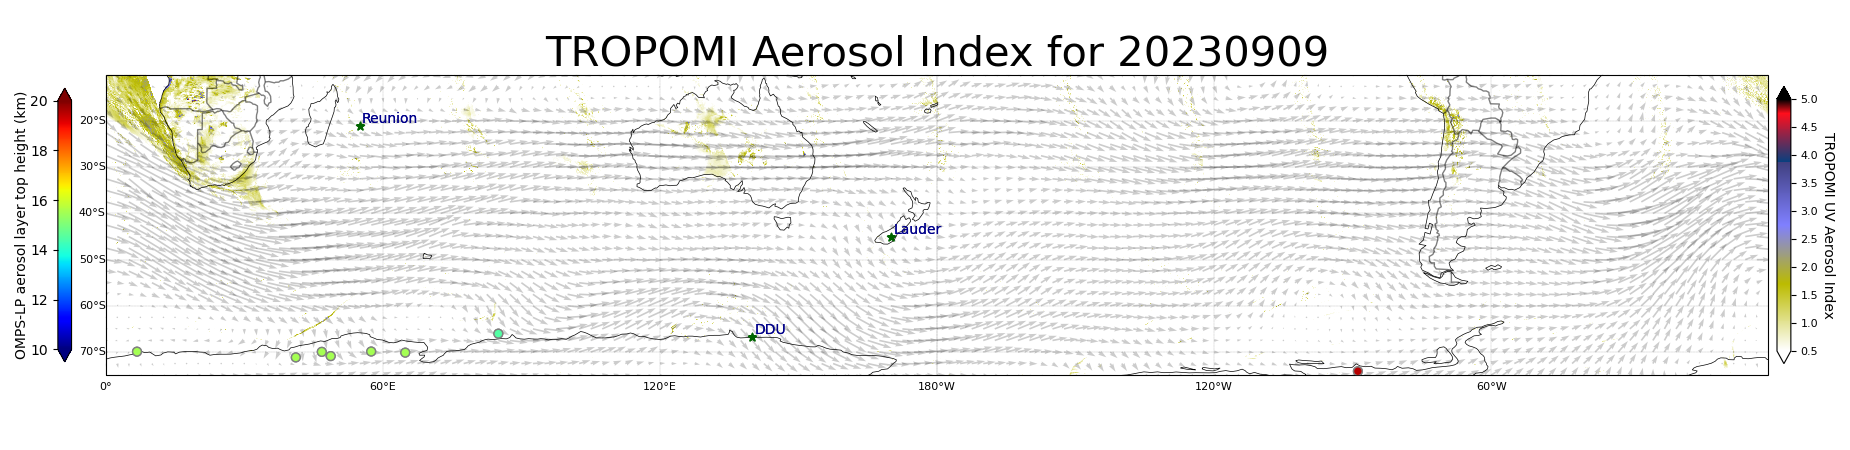 TROPOMI Aerosol Index for 20230909
OMPS-LP aerosol layer top height (km)
20
18
16
14
12
10
20°S
30°S
40°S
50°S
60°S
70°S
0°
60°E
120°E
180°W
120°W
60°W
Reunion
Lauder
DDU
5.0
4.5
4.0
3.5
3.0
2.5
2.0
1.5
1.0
0.5
TROPOMI UV Aerosol Index